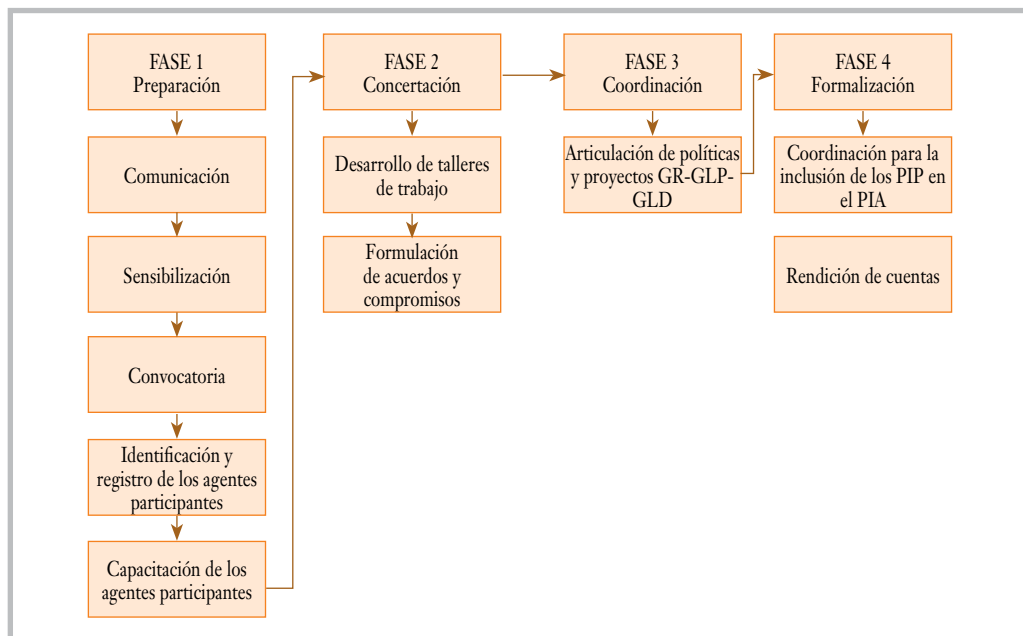 FASE 1
Preparación
Comunicación
Sensibilización
Convocatoria
Identificación y
registro de los agentes
participantes
Capacitación de los
agentes participantes
FASE 2
Concertación
Desarrollo de talleres
de trabajo
Formulación
de acuerdos y
compromisos
FASE 3
Coordinación
Articulación de políticas
y proyectos GR-GLP-
GLD
FASE 4
Formalización
Coordinación para la
inclusión de los PIP en
el PIA
Rendición de cuentas